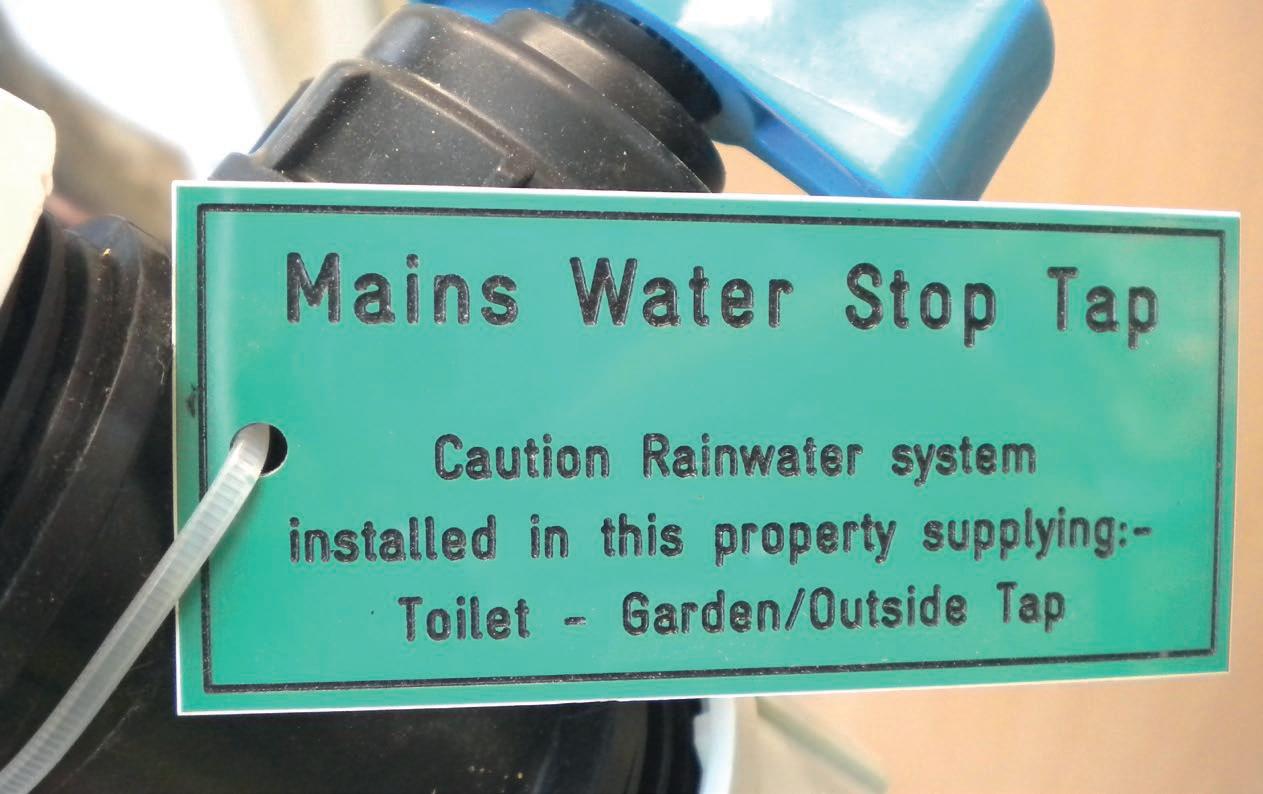 Mains Water Stop Tap
Caution Rainwater system
installed in this property supplying:-
Toilet - Garden/Outside Tap